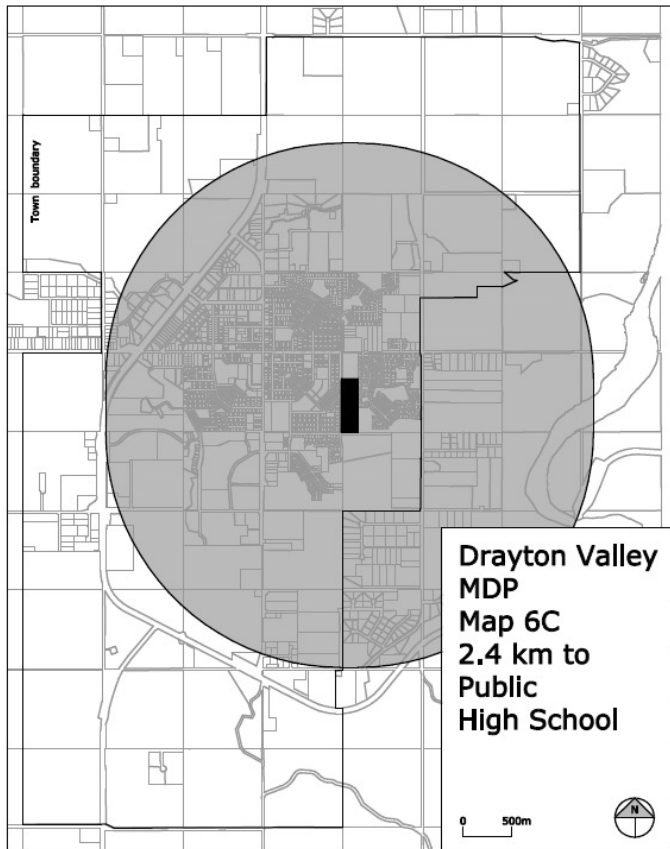 Town boundary
Drayton Valley
MDP
Map 6C
2.4 km to
Public
High School
N
0 500m